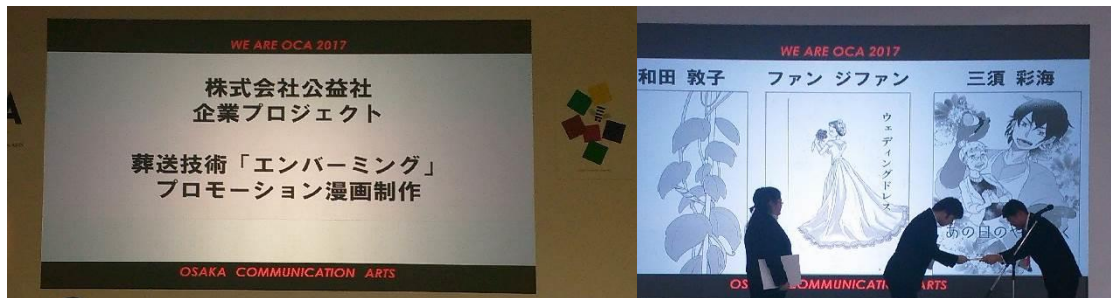 WE ARE OCA 2017
株式会社公益社
企業プロジェクト
葬送技術「エンバーミング」
プロモーション漫画制作
OSAKA COMMUNICATION ARTS
WE ARE OCA 2017
和田 敦子
ファン ジファン
三須 彩海
ウェディングドレス
あの日の
OS
OMMUNICATI
ARTS